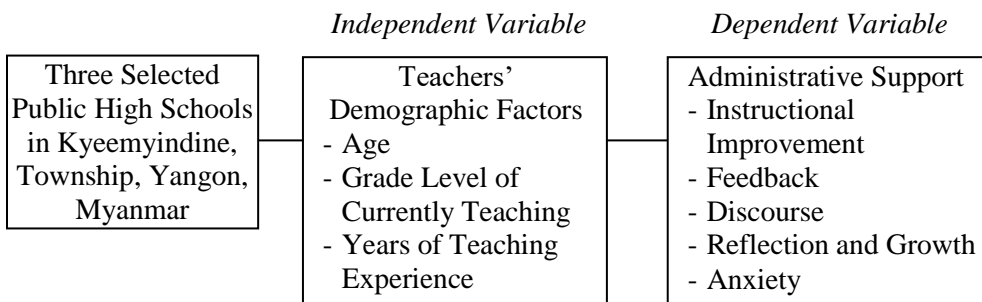 Independent Variable
Dependent Variable
Three Selected
Public High Schools
in Kyeemyindine,
Township, Yangon,
Myanmar
Teachers’
Demographic Factors
- Age
- Grade Level of
Currently Teaching
- Years of Teaching
Experience
Administrative Support
- Instructional
Improvement
- Feedback
- Discourse
- Reflection and Growth
- Anxiety